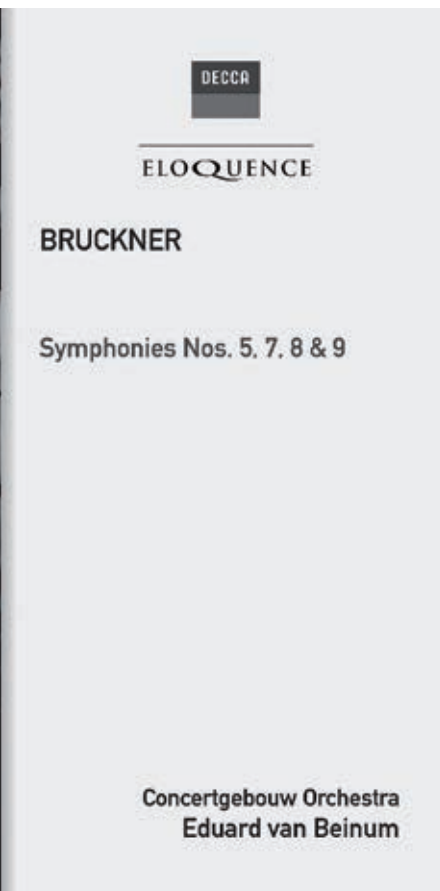 DECCA
ELOQUENCE
BRUCKNER
Symphonies Nos. 5, 7, 8 & 9
Concertgebouw Orchestra
Eduard van Beinum